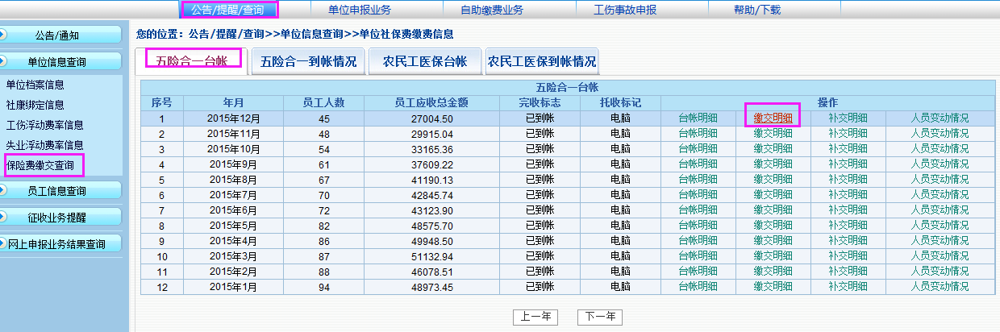 公告/提醒/查询 单位申报业务 自助缴费业务 工伤事故申报 帮助/下载
公告/通知
单位信息查询
单位档案信息
社康绑定信息
工伤浮动费率信息
失业浮动费率信息
保险费缴交查询
员工信息查询
征收业务提醒
网上申报业务结果查询
您的位置：公告/提醒/查询>>单位信息查询>>单位社保费缴费信息
五险合一台帐 五险合一到帐情况 农民工医保台帐 农民工医保到帐情况
五险合一台帐
序号 年月 员工人数 员工应收总金额 完收标志 托收标记 操作
1 2015年12月 45 27004.50 已到帐 电脑 台帐明细 缴交明细 补交明细 人员变动情况
2 2015年11月 48 29915.04 已到帐 电脑 台帐明细 缴交明细 补交明细 人员变动情况
3 2015年10月 54 33165.36 已到帐 电脑 台帐明细 缴交明细 补交明细 人员变动情况
4 2015年9月 61 37609.22 已到帐 电脑 台帐明细 缴交明细 补交明细 人员变动情况
5 2015年8月 67 41190.13 已到帐 电脑 台帐明细 缴交明细 补交明细 人员变动情况
6 2015年7月 70 42845.74 已到帐 电脑 台帐明细 缴交明细 补交明细 人员变动情况
7 2015年6月 72 43123.90 已到帐 电脑 台帐明细 缴交明细 补交明细 人员变动情况
8 2015年5月 82 48575.70 已到帐 电脑 台帐明细 缴交明细 补交明细 人员变动情况
9 2015年4月 86 49948.50 已到帐 电脑 台帐明细 缴交明细 补交明细 人员变动情况
10 2015年3月 87 51132.94 已到帐 电脑 台帐明细 缴交明细 补交明细 人员变动情况
11 2015年2月 88 46078.51 已到帐 电脑 台帐明细 缴交明细 补交明细 人员变动情况
12 2015年1月 94 48973.45 已到帐 电脑 台帐明细 缴交明细 补交明细 人员变动情况
上一年 下一年